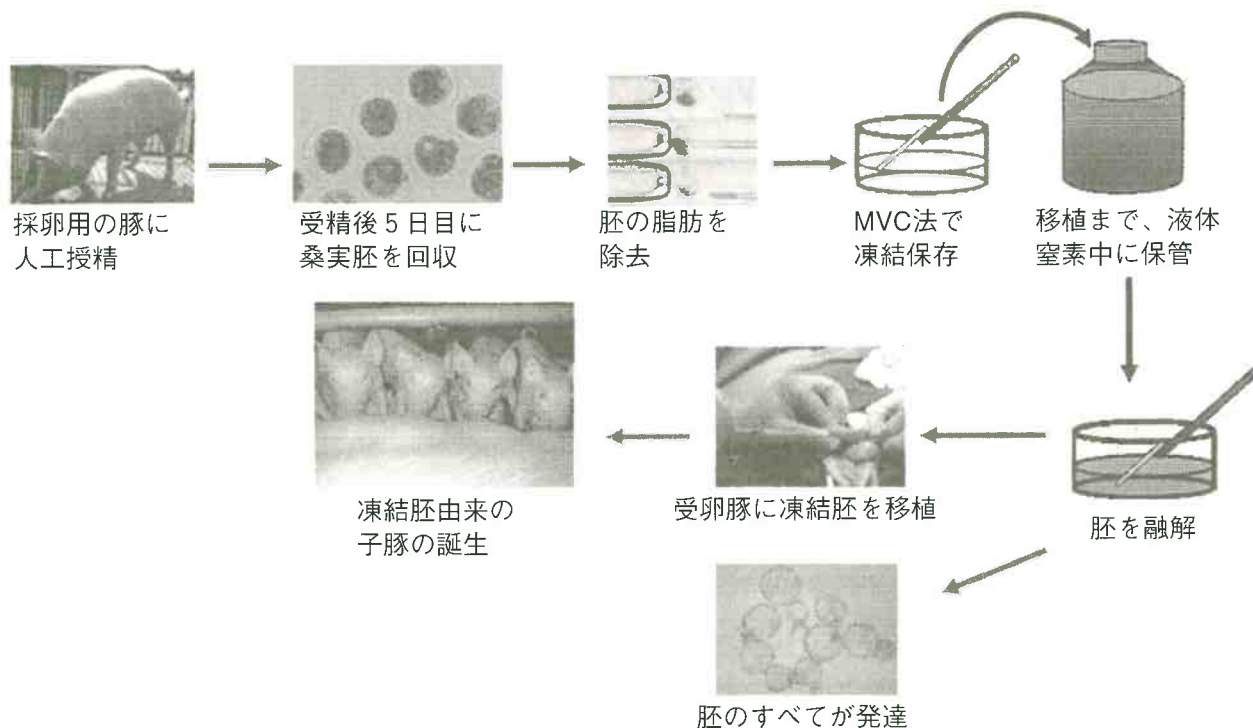 採卵用の豚に
人工授精
受精後5日目に
桑実胚を回収
胚の脂肪を
除去
MVC法で
凍結保存
移植まで、液体
窒素中に保管
凍結胚由来の
子豚の誕生
受卵豚に凍結胚を移植
胚を融解
胚のすべてが発達